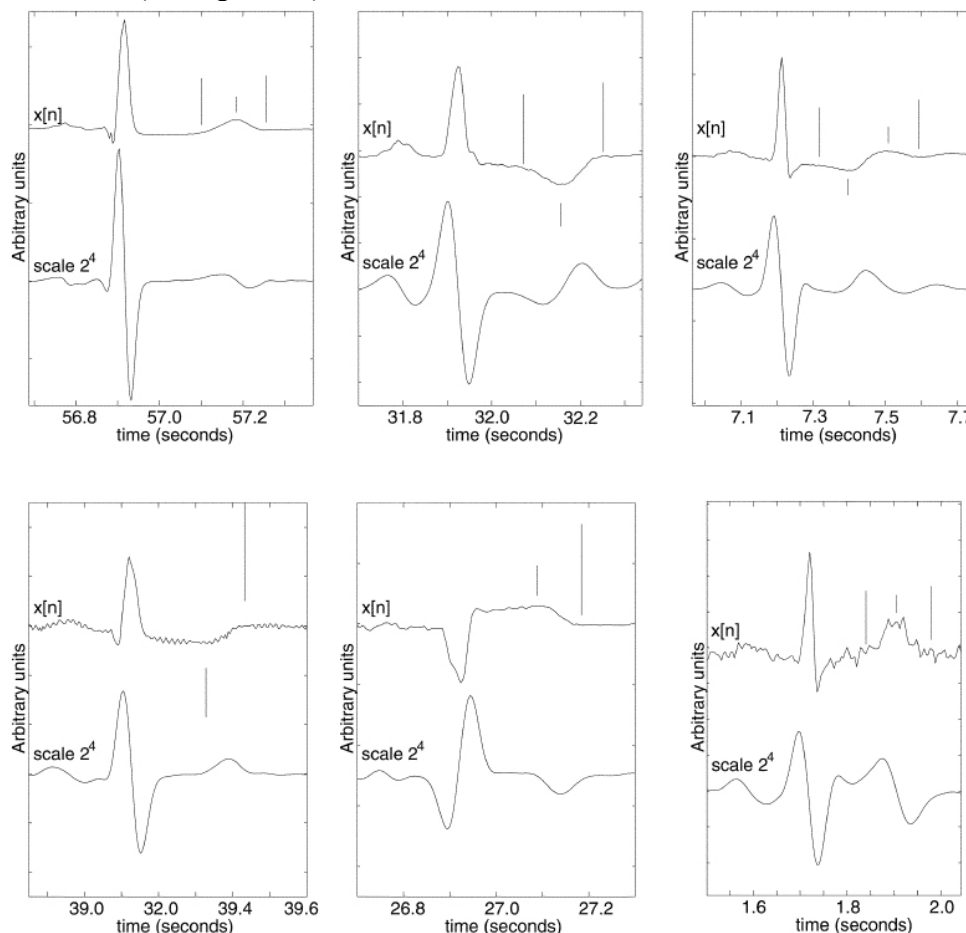 x[n]
scale 2⁴
Arbitrary units
56.8 57.0 57.2
time (seconds)
x[n]
scale 2⁴
Arbitrary units
31.8 32.0 32.2
time (seconds)
x[n]
scale 2⁴
Arbitrary units
7.1 7.3 7.5 7.7
time (seconds)
x[n]
scale 2⁴
Arbitrary units
39.0 32.0 39.4 39.6
time (seconds)
x[n]
scale 2⁴
Arbitrary units
26.8 27.0 27.2
time (seconds)
x[n]
scale 2⁴
Arbitrary units
1.6 1.8 2.0
time (seconds)